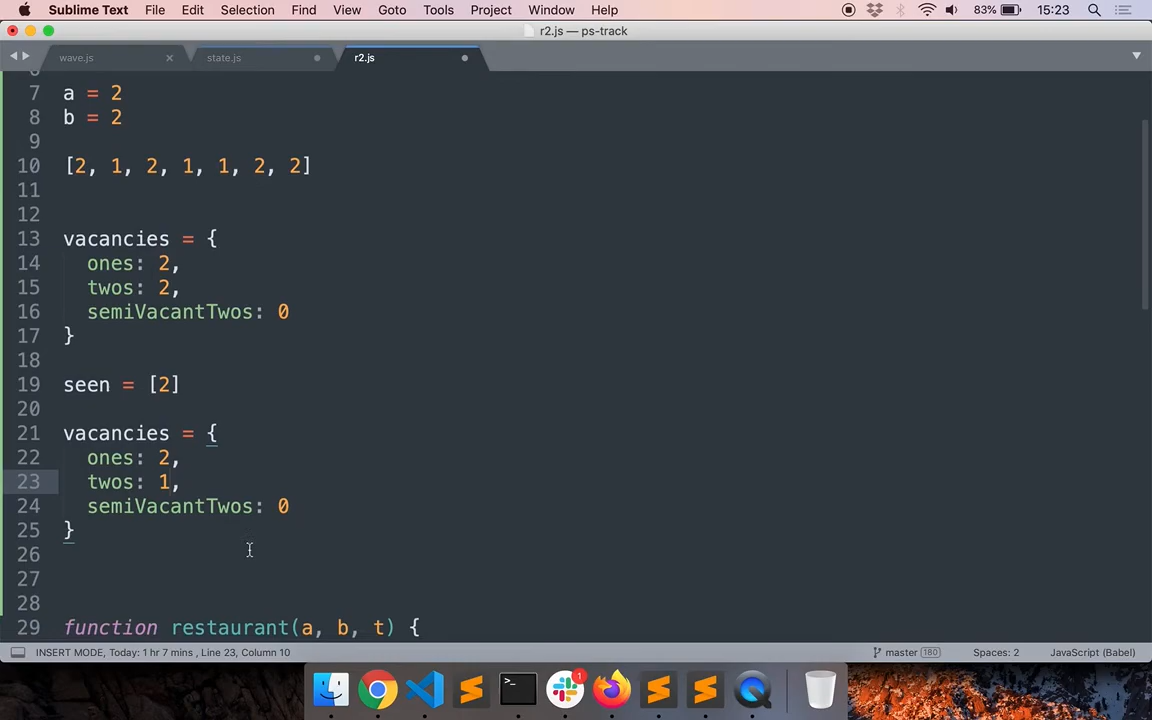 Sublime Text File Edit Selection Find View Goto Tools Project Window Help 83% 15:23
r2.js — ps-track
wave.js state.js r2.js
7 a = 2
8 b = 2
9
10 [2, 1, 2, 1, 1, 2, 2]
11
12
13 vacancies = {
14 ones: 2,
15 twos: 2,
16 semiVacantTwos: 0
17 }
18
19 seen = [2]
20
21 vacancies = {
22 ones: 2,
23 twos: 1,
24 semiVacantTwos: 0
25 }
26
27
28
29 function restaurant(a, b, t) {
INSERT MODE, Today: 1 hr 7 mins , Line 23, Column 10 master 180 Spaces: 2 JavaScript (Babel)
1